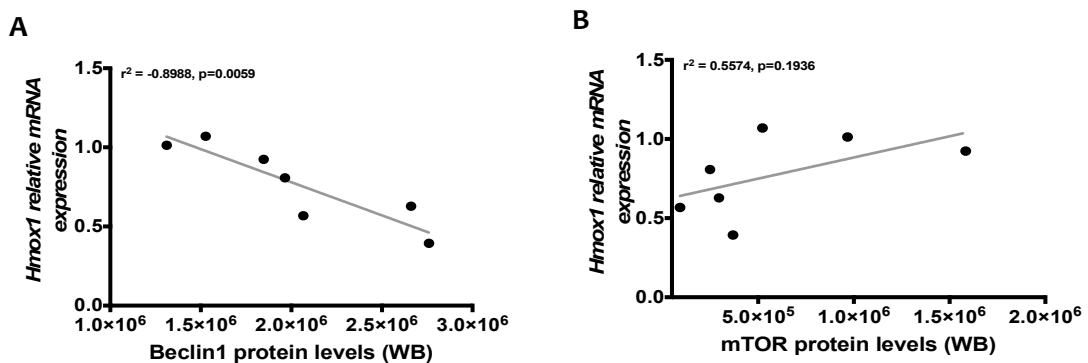 A
r² = -0.8988, p=0.0059
Hmox1 relative mRNA
expression
1.5
1.0
0.5
0.0
1.0×10⁶
1.5×10⁶
2.0×10⁶
2.5×10⁶
3.0×10⁶
Beclin1 protein levels (WB)
B
r² = 0.5574, p=0.1936
Hmox1 relative mRNA
expression
1.5
1.0
0.5
0.0
5.0×10⁵
1.0×10⁶
1.5×10⁶
2.0×10⁶
mTOR protein levels (WB)